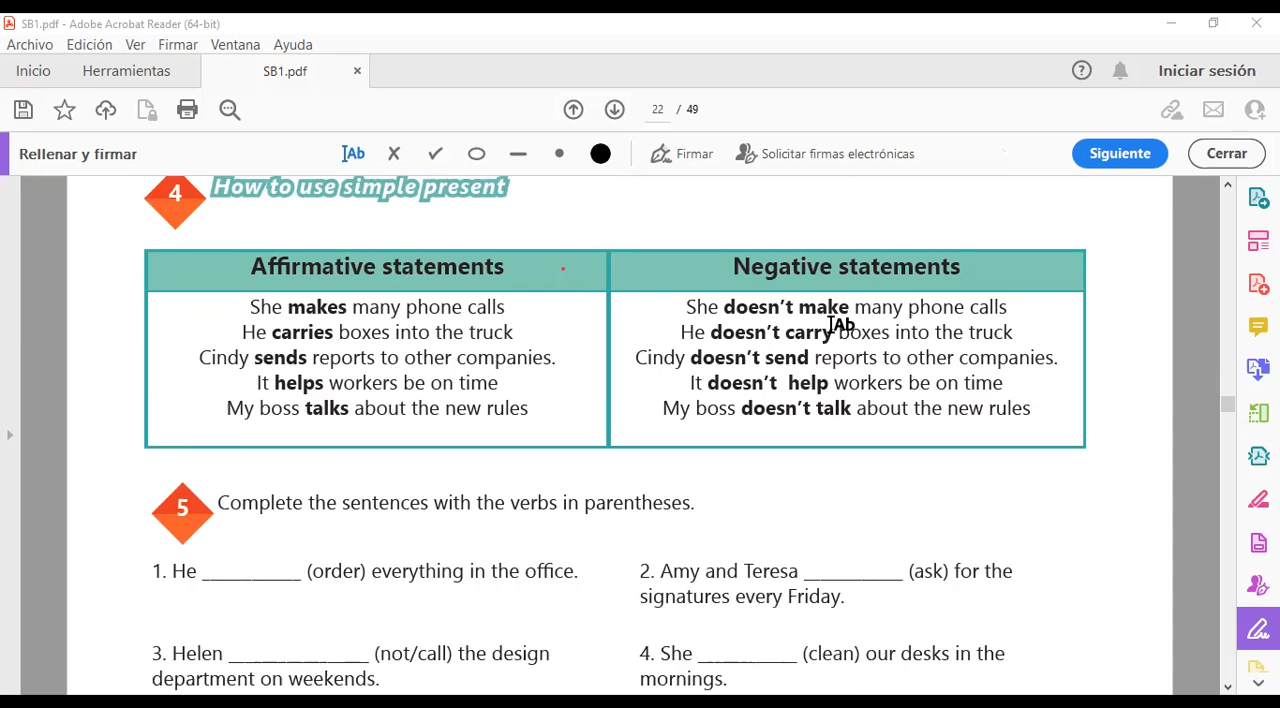 SB1.pdf - Adobe Acrobat Reader (64-bit)
Archivo Edición Ver Firmar Ventana Ayuda
Inicio Herramientas SB1.pdf × Iniciar sesión
22 / 49
Rellenar y firmar Ab Firmar Solicitar firmas electrónicas Siguiente Cerrar
4 How to use simple present
Affirmative statements
She makes many phone calls
He carries boxes into the truck
Cindy sends reports to other companies.
It helps workers be on time
My boss talks about the new rules
Negative statements
She doesn't make many phone calls
He doesn't carry boxes into the truck
Cindy doesn't send reports to other companies.
It doesn't help workers be on time
My boss doesn't talk about the new rules
Ab
5 Complete the sentences with the verbs in parentheses.
1. He __________ (order) everything in the office.
2. Amy and Teresa __________ (ask) for the
signatures every Friday.
3. Helen ______________ (not/call) the design
department on weekends.
4. She __________ (clean) our desks in the
mornings.